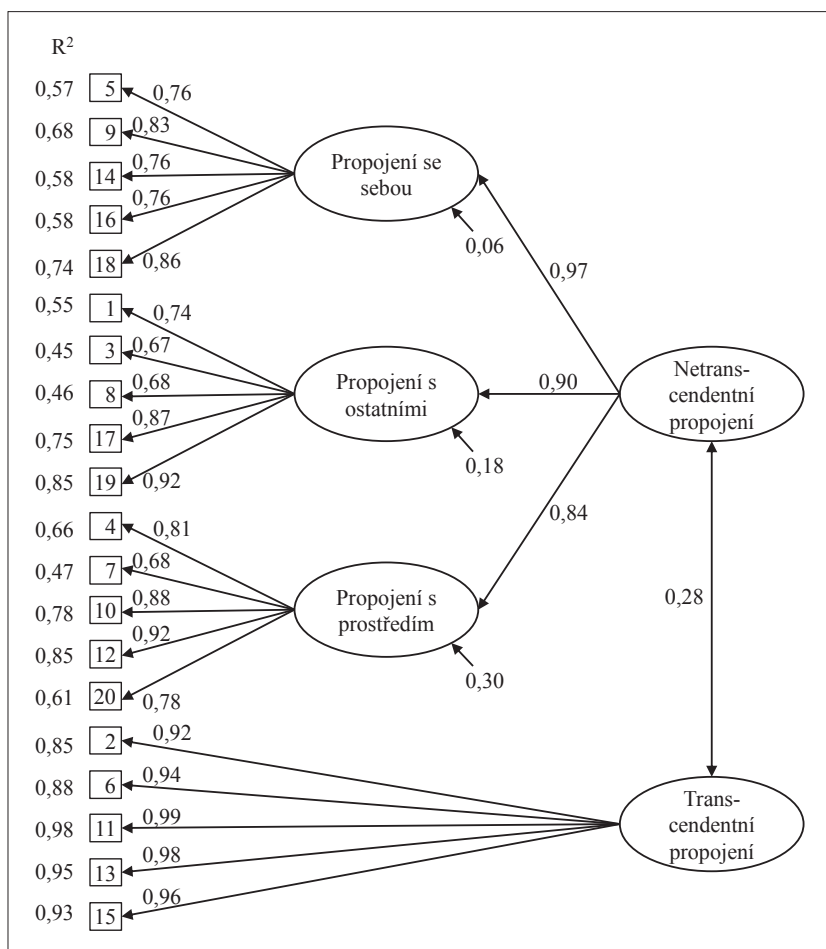 R²
0,57 5 0,76
0,68 9 0,83
0,58 14 0,76
0,58 16 0,76
0,74 18 0,86
Propojení se
sebou
0,06
0,97
0,55 1 0,74
0,45 3 0,67
0,46 8 0,68
0,75 17 0,87
0,85 19 0,92
Propojení s
ostatními
0,18
0,90
Netrans-
cendentní
propojení
0,66 4 0,81
0,47 7 0,68
0,78 10 0,88
0,85 12 0,92
0,61 20 0,78
Propojení s
prostředím
0,30
0,84
0,28
0,85 2 0,92
0,88 6 0,94
0,98 11 0,99
0,95 13 0,98
0,93 15 0,96
Trans-
cendentní
propojení